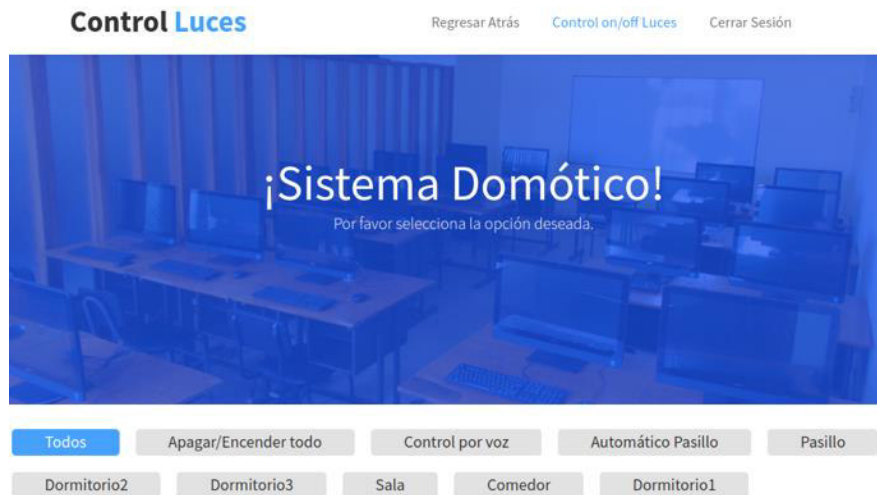 Control Luces Regresar Atrás Control on/off Luces Cerrar Sesión
¡Sistema Domótico!
Por favor selecciona la opción deseada.
Todos Apagar/Encender todo Control por voz Automático Pasillo Pasillo
Dormitorio2 Dormitorio3 Sala Comedor Dormitorio1